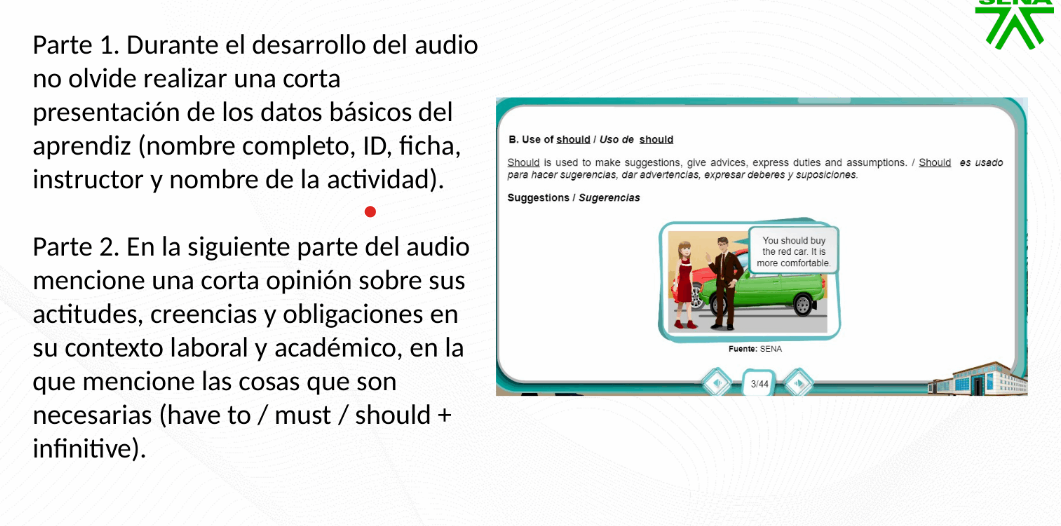 SENA
Parte 1. Durante el desarrollo del audio
no olvide realizar una corta
presentación de los datos básicos del
aprendiz (nombre completo, ID, ficha,
instructor y nombre de la actividad).
Parte 2. En la siguiente parte del audio
mencione una corta opinión sobre sus
actitudes, creencias y obligaciones en
su contexto laboral y académico, en la
que mencione las cosas que son
necesarias (have to / must / should +
infinitive).
B. Use of should / Uso de should
Should is used to make suggestions, give advices, express duties and assumptions. / Should es usado
para hacer sugerencias, dar advertencias, expresar deberes y suposiciones.
Suggestions / Sugerencias
You should buy
the red car. It is
more comfortable.
Fuente: SENA
3/44